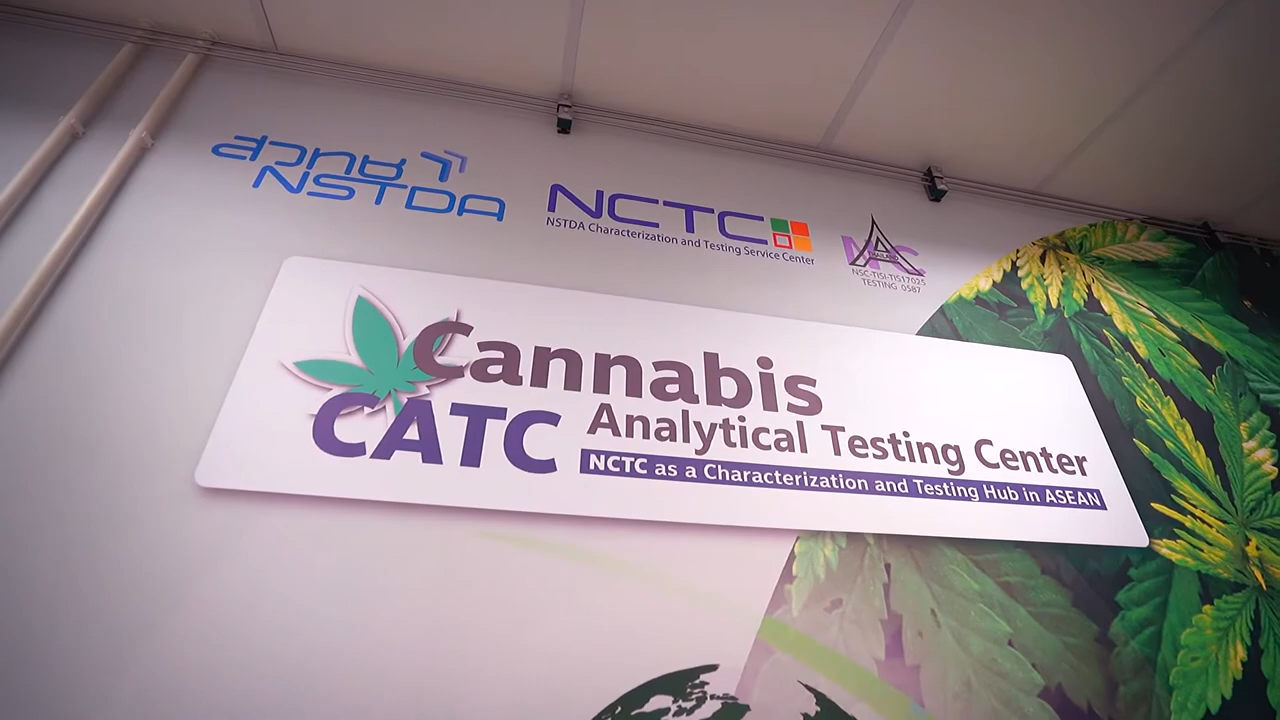 สวทช
NSTDA
NCTC
NSTDA Characterization and Testing Service Center
THAILAND
NSC-TISI-TIS17025
TESTING 0587
Cannabis
CATC
Analytical Testing Center
NCTC as a Characterization and Testing Hub in ASEAN